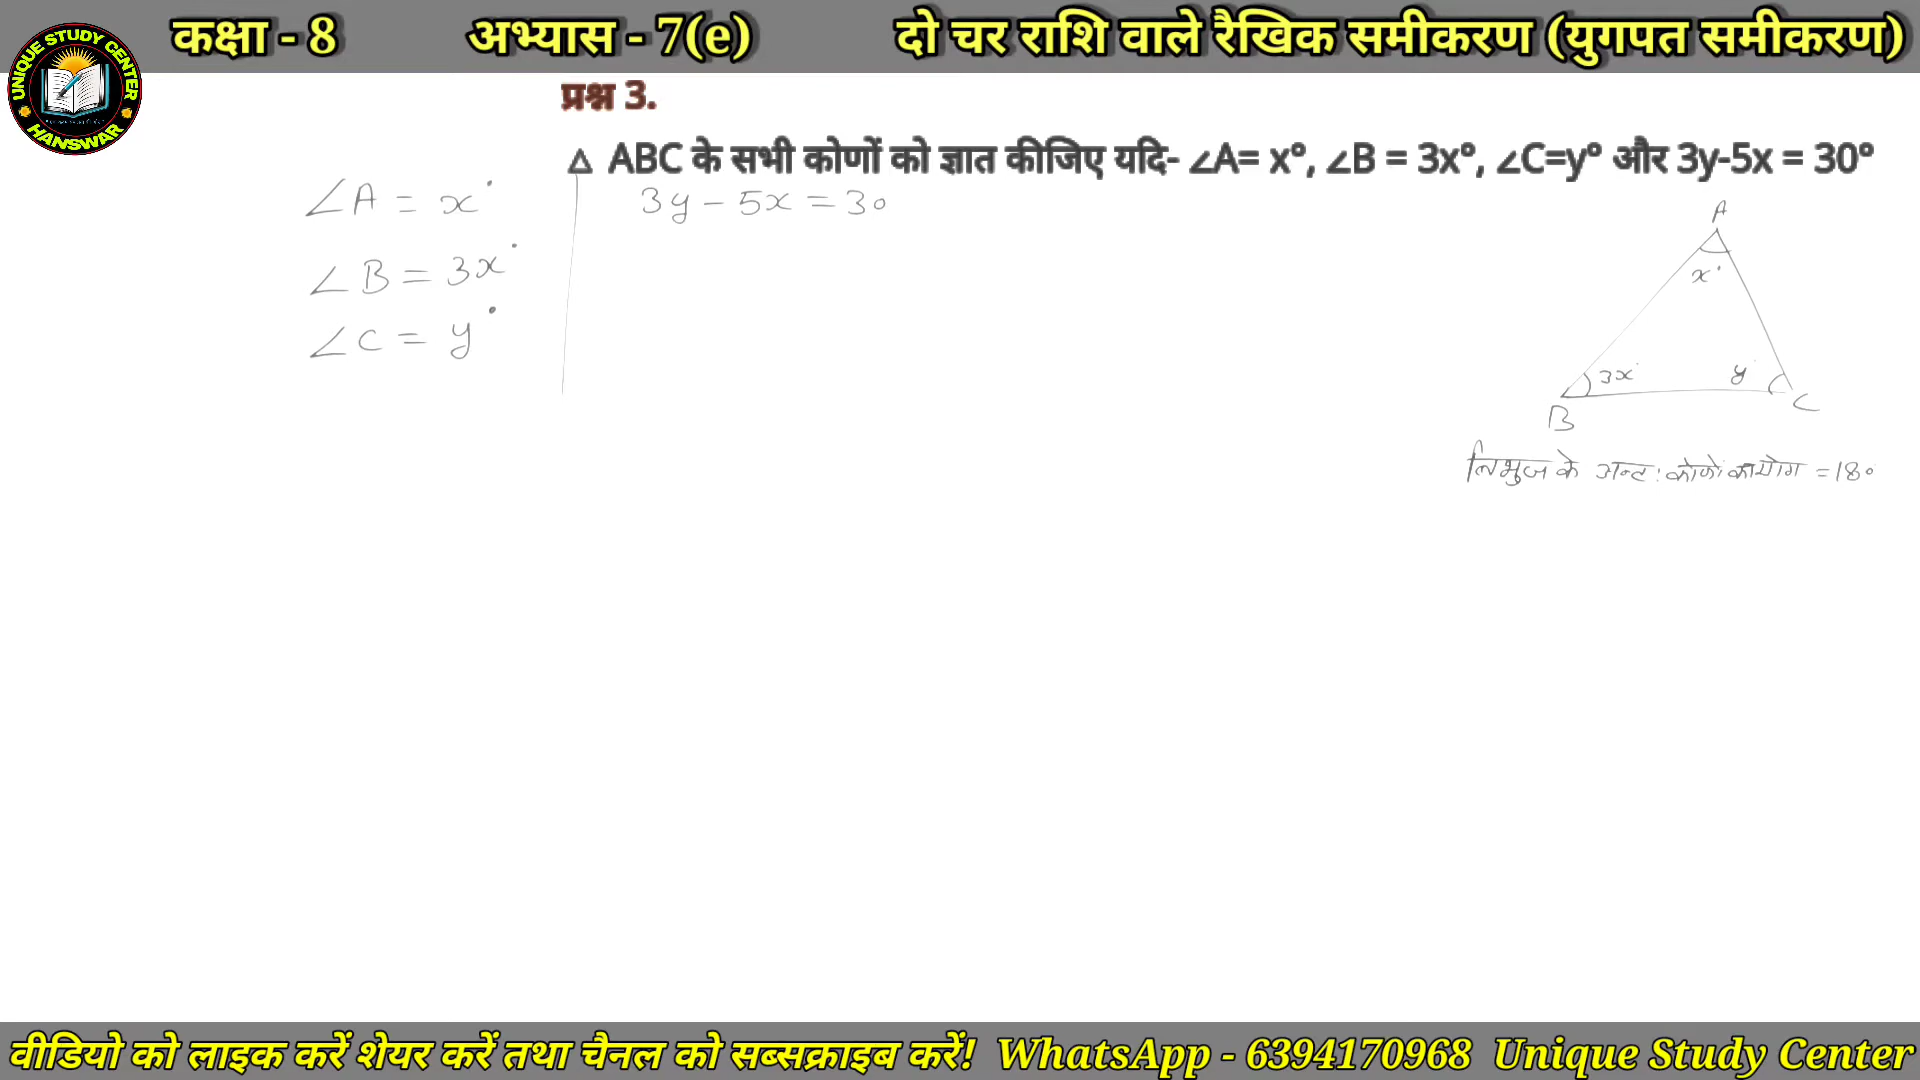 कक्षा - 8 अभ्यास - 7(e) दो चर राशि वाले रैखिक समीकरण (युगपत समीकरण)
UNIQUE STUDY CENTER
HANSWAR
प्रश्न 3.
△ ABC के सभी कोणों को ज्ञात कीजिए यदि- ∠A= x°, ∠B = 3x°, ∠C=y° और 3y-5x = 30°
∠A = x°
∠B = 3x°
∠C = y°
3y - 5x = 30
A
x°
3x°
y°
B
C
त्रिभुज के अन्तः कोणों का योग = 180
वीडियो को लाइक करें शेयर करें तथा चैनल को सब्सक्राइब करें! WhatsApp - 6394170968 Unique Study Center